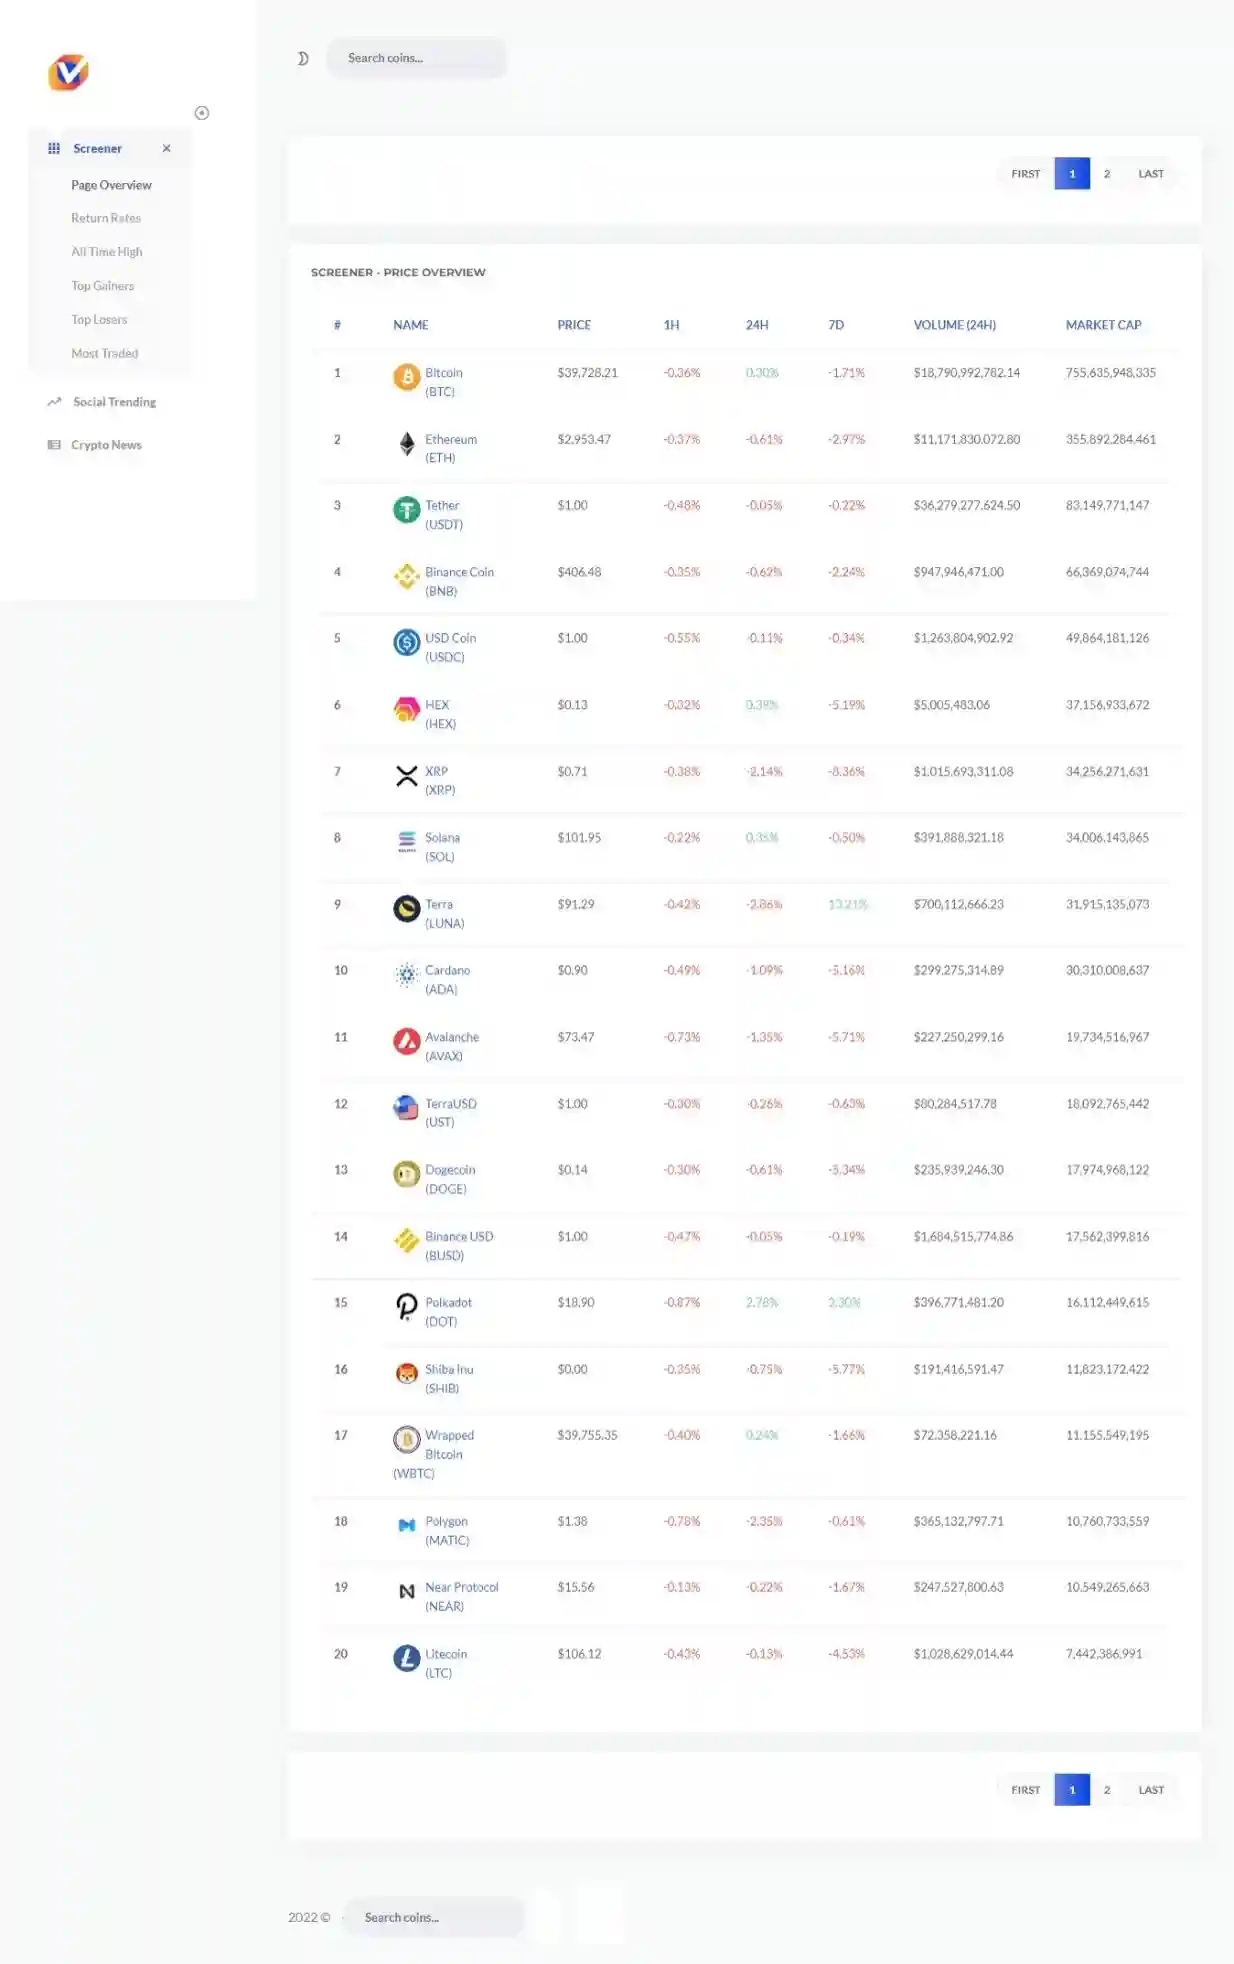 Search coins...
Screener
Page Overview
Return Rates
All Time High
Top Gainers
Top Losers
Most Traded
Social Trending
Crypto News
FIRST 1 2 LAST
SCREENER - PRICE OVERVIEW
# NAME PRICE 1H 24H 7D VOLUME (24H) MARKET CAP
1 Bitcoin $39,728.21 -0.36% 0.30% -1.71% $18,790,992,782.14 755,635,948,335
(BTC)
2 Ethereum $2,953.47 -0.37% -0.61% -2.97% $11,171,830,072.80 355,892,284,461
(ETH)
3 Tether $1.00 -0.48% -0.05% -0.22% $36,279,277,624.50 83,149,771,147
(USDT)
4 Binance Coin $406.48 -0.35% -0.62% -2.24% $947,946,471.00 66,369,074,744
(BNB)
5 USD Coin $1.00 -0.55% -0.11% -0.34% $1,263,804,902.92 49,864,181,126
(USDC)
6 HEX $0.13 -0.32% 0.39% -5.19% $5,005,483.06 37,156,933,672
(HEX)
7 XRP $0.71 -0.38% -2.14% -8.36% $1,015,693,311.08 34,256,271,631
(XRP)
8 Solana $101.95 -0.22% -0.50% $391,888,321.18 34,006,143,865
(SOL)
9 Terra $91.29 -0.42% -2.86% $700,112,666.23 31,915,135,073
(LUNA)
10 Cardano $0.90 -0.49% -1.09% -5.16% $299,275,314.89 30,310,008,637
(ADA)
11 Avalanche $73.47 -0.73% -1.35% -5.71% $227,250,299.16 19,734,516,967
(AVAX)
12 TerraUSD $1.00 -0.30% -0.26% -0.63% $80,284,517.78 18,092,765,442
(UST)
13 Dogecoin $0.14 -0.30% -0.61% $235,939,246.30 17,974,968,122
(DOGE)
14 Binance USD $1.00 -0.47% -0.05% -0.19% $1,684,515,774.86 17,562,399,816
(BUSD)
15 Polkadot $18.90 -0.87% 2.78% $396,771,481.20 16,112,449,615
(DOT)
16 Shiba Inu $0.00 -0.35% -0.75% -5.77% $191,416,591.47 11,823,172,422
(SHIB)
17 Wrapped $39,755.35 -0.40% 0.24% -1.66% $72,358,221.16 11,155,549,195
Bitcoin
(WBTC)
18 Polygon $1.38 -0.78% -2.35% -0.61% $365,132,797.71 10,760,733,559
(MATIC)
19 Near Protocol $15.56 -0.13% -0.22% -1.67% $247,527,800.63 10,549,265,663
(NEAR)
20 Litecoin $106.12 -0.43% -0.13% -4.53% $1,028,629,014.44 7,442,386,991
(LTC)
FIRST 1 2 LAST
2022 © · Search coins...